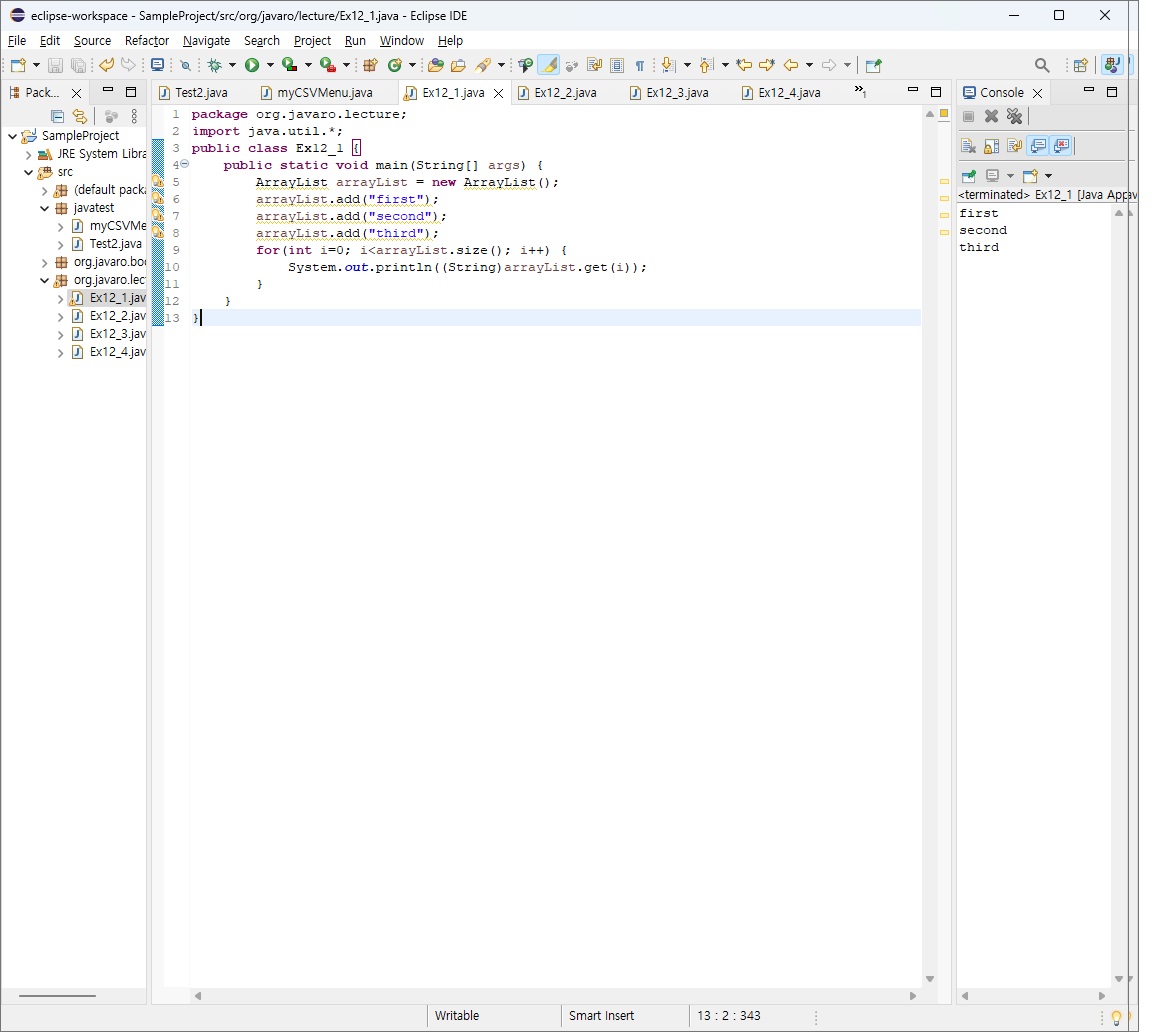 eclipse-workspace - SampleProject/src/org/javaro/lecture/Ex12_1.java - Eclipse IDE
File Edit Source Refactor Navigate Search Project Run Window Help
Pack...
Test2.java myCSVMenu.java Ex12_1.java Ex12_2.java Ex12_3.java Ex12_4.java »1
Console
SampleProject
JRE System Libra
src
(default packa
javatest
myCSVMe
Test2.java
org.javaro.boo
org.javaro.lec
Ex12_1.jav
Ex12_2.jav
Ex12_3.jav
Ex12_4.jav
1 package org.javaro.lecture;
2 import java.util.*;
3 public class Ex12_1 {
4 public static void main(String[] args) {
5 ArrayList arrayList = new ArrayList();
6 arrayList.add("first");
7 arrayList.add("second");
8 arrayList.add("third");
9 for(int i=0; i<arrayList.size(); i++) {
10 System.out.println((String)arrayList.get(i));
11 }
12 }
13 }
<terminated> Ex12_1 [Java App
first
second
third
Writable Smart Insert 13 : 2 : 343